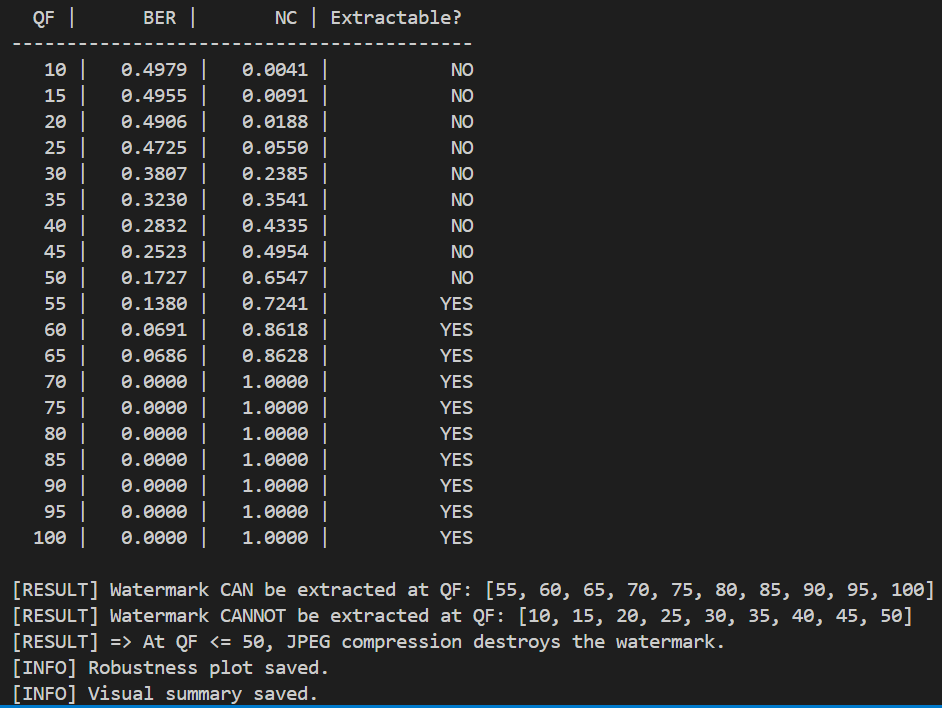 QF |      BER |       NC | Extractable?
------------------------------------------
   10 |   0.4979 |   0.0041 |           NO
   15 |   0.4955 |   0.0091 |           NO
   20 |   0.4906 |   0.0188 |           NO
   25 |   0.4725 |   0.0550 |           NO
   30 |   0.3807 |   0.2385 |           NO
   35 |   0.3230 |   0.3541 |           NO
   40 |   0.2832 |   0.4335 |           NO
   45 |   0.2523 |   0.4954 |           NO
   50 |   0.1727 |   0.6547 |           NO
   55 |   0.1380 |   0.7241 |          YES
   60 |   0.0691 |   0.8618 |          YES
   65 |   0.0686 |   0.8628 |          YES
   70 |   0.0000 |   1.0000 |          YES
   75 |   0.0000 |   1.0000 |          YES
   80 |   0.0000 |   1.0000 |          YES
   85 |   0.0000 |   1.0000 |          YES
   90 |   0.0000 |   1.0000 |          YES
   95 |   0.0000 |   1.0000 |          YES
  100 |   0.0000 |   1.0000 |          YES
[RESULT] Watermark CAN be extracted at QF: [55, 60, 65, 70, 75, 80, 85, 90, 95, 100]
[RESULT] Watermark CANNOT be extracted at QF: [10, 15, 20, 25, 30, 35, 40, 45, 50]
[RESULT] => At QF <= 50, JPEG compression destroys the watermark.
[INFO] Robustness plot saved.
[INFO] Visual summary saved.